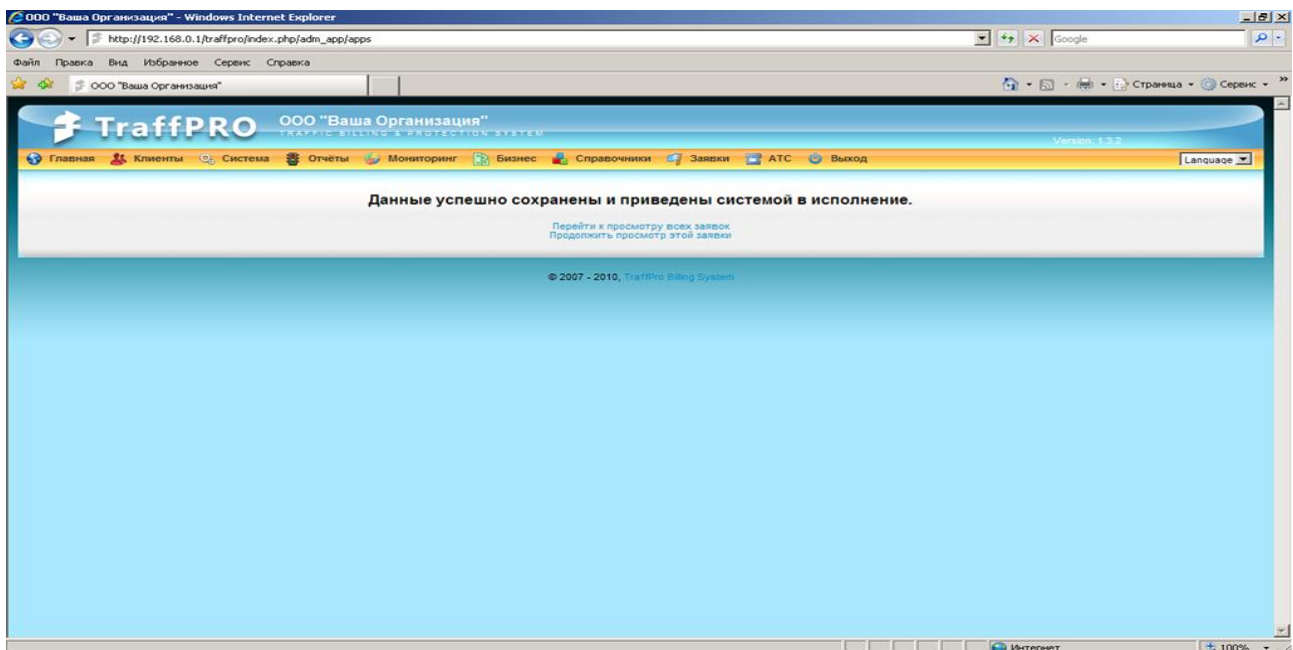 ООО "Ваша Организация" - Windows Internet Explorer
http://192.168.0.1/traffpro/index.php/adm_app/apps
Google
Файл Правка Вид Избранное Сервис Справка
ООО "Ваша Организация"
Страница
Сервис
TraffPRO
ООО "Ваша Организация"
TRAFFIC BILLING & PROTECTION SYSTEM
Version: 1.3.2
Главная Клиенты Система Отчёты Мониторинг Бизнес Справочники Заявки АТС Выход
Language
Данные успешно сохранены и приведены системой в исполнение.
Перейти к просмотру всех заявок
Продолжить просмотр этой заявки
© 2007 - 2010, TraffPro Billing System
Интернет
100%